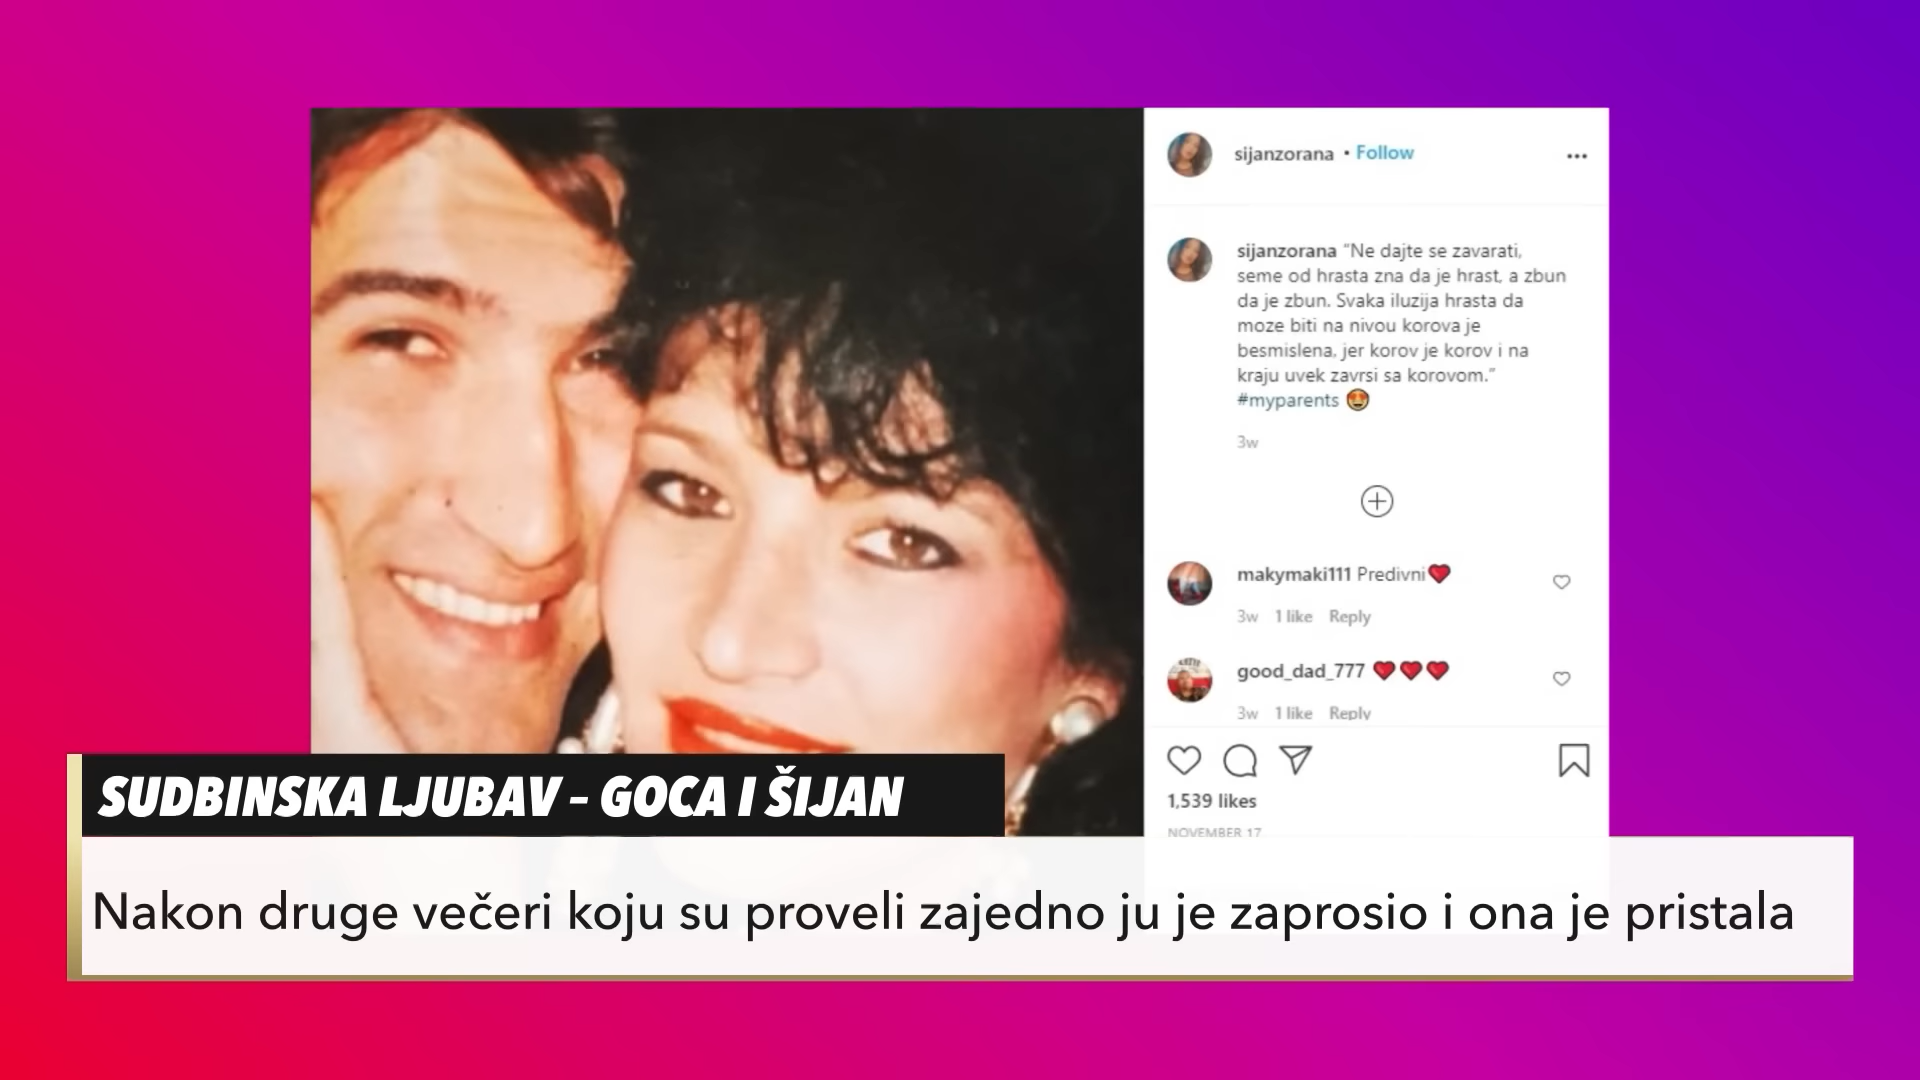 sijanzorana • Follow
sijanzorana “Ne dajte se zavarati,
seme od hrasta zna da je hrast, a zbun
da je zbun. Svaka iluzija hrasta da
moze biti na nivou korova je
besmislena, jer korov je korov i na
kraju uvek zavrsi sa korovom.”
#myparents 🤩
3w
makymaki111 Predivni❤️
3w 1 like Reply
good_dad_777 ❤️❤️❤️
3w 1 like Reply
1,539 likes
NOVEMBER 17
SUDBINSKA LJUBAV – GOCA I ŠIJAN
Nakon druge večeri koju su proveli zajedno ju je zaprosio i ona je pristala